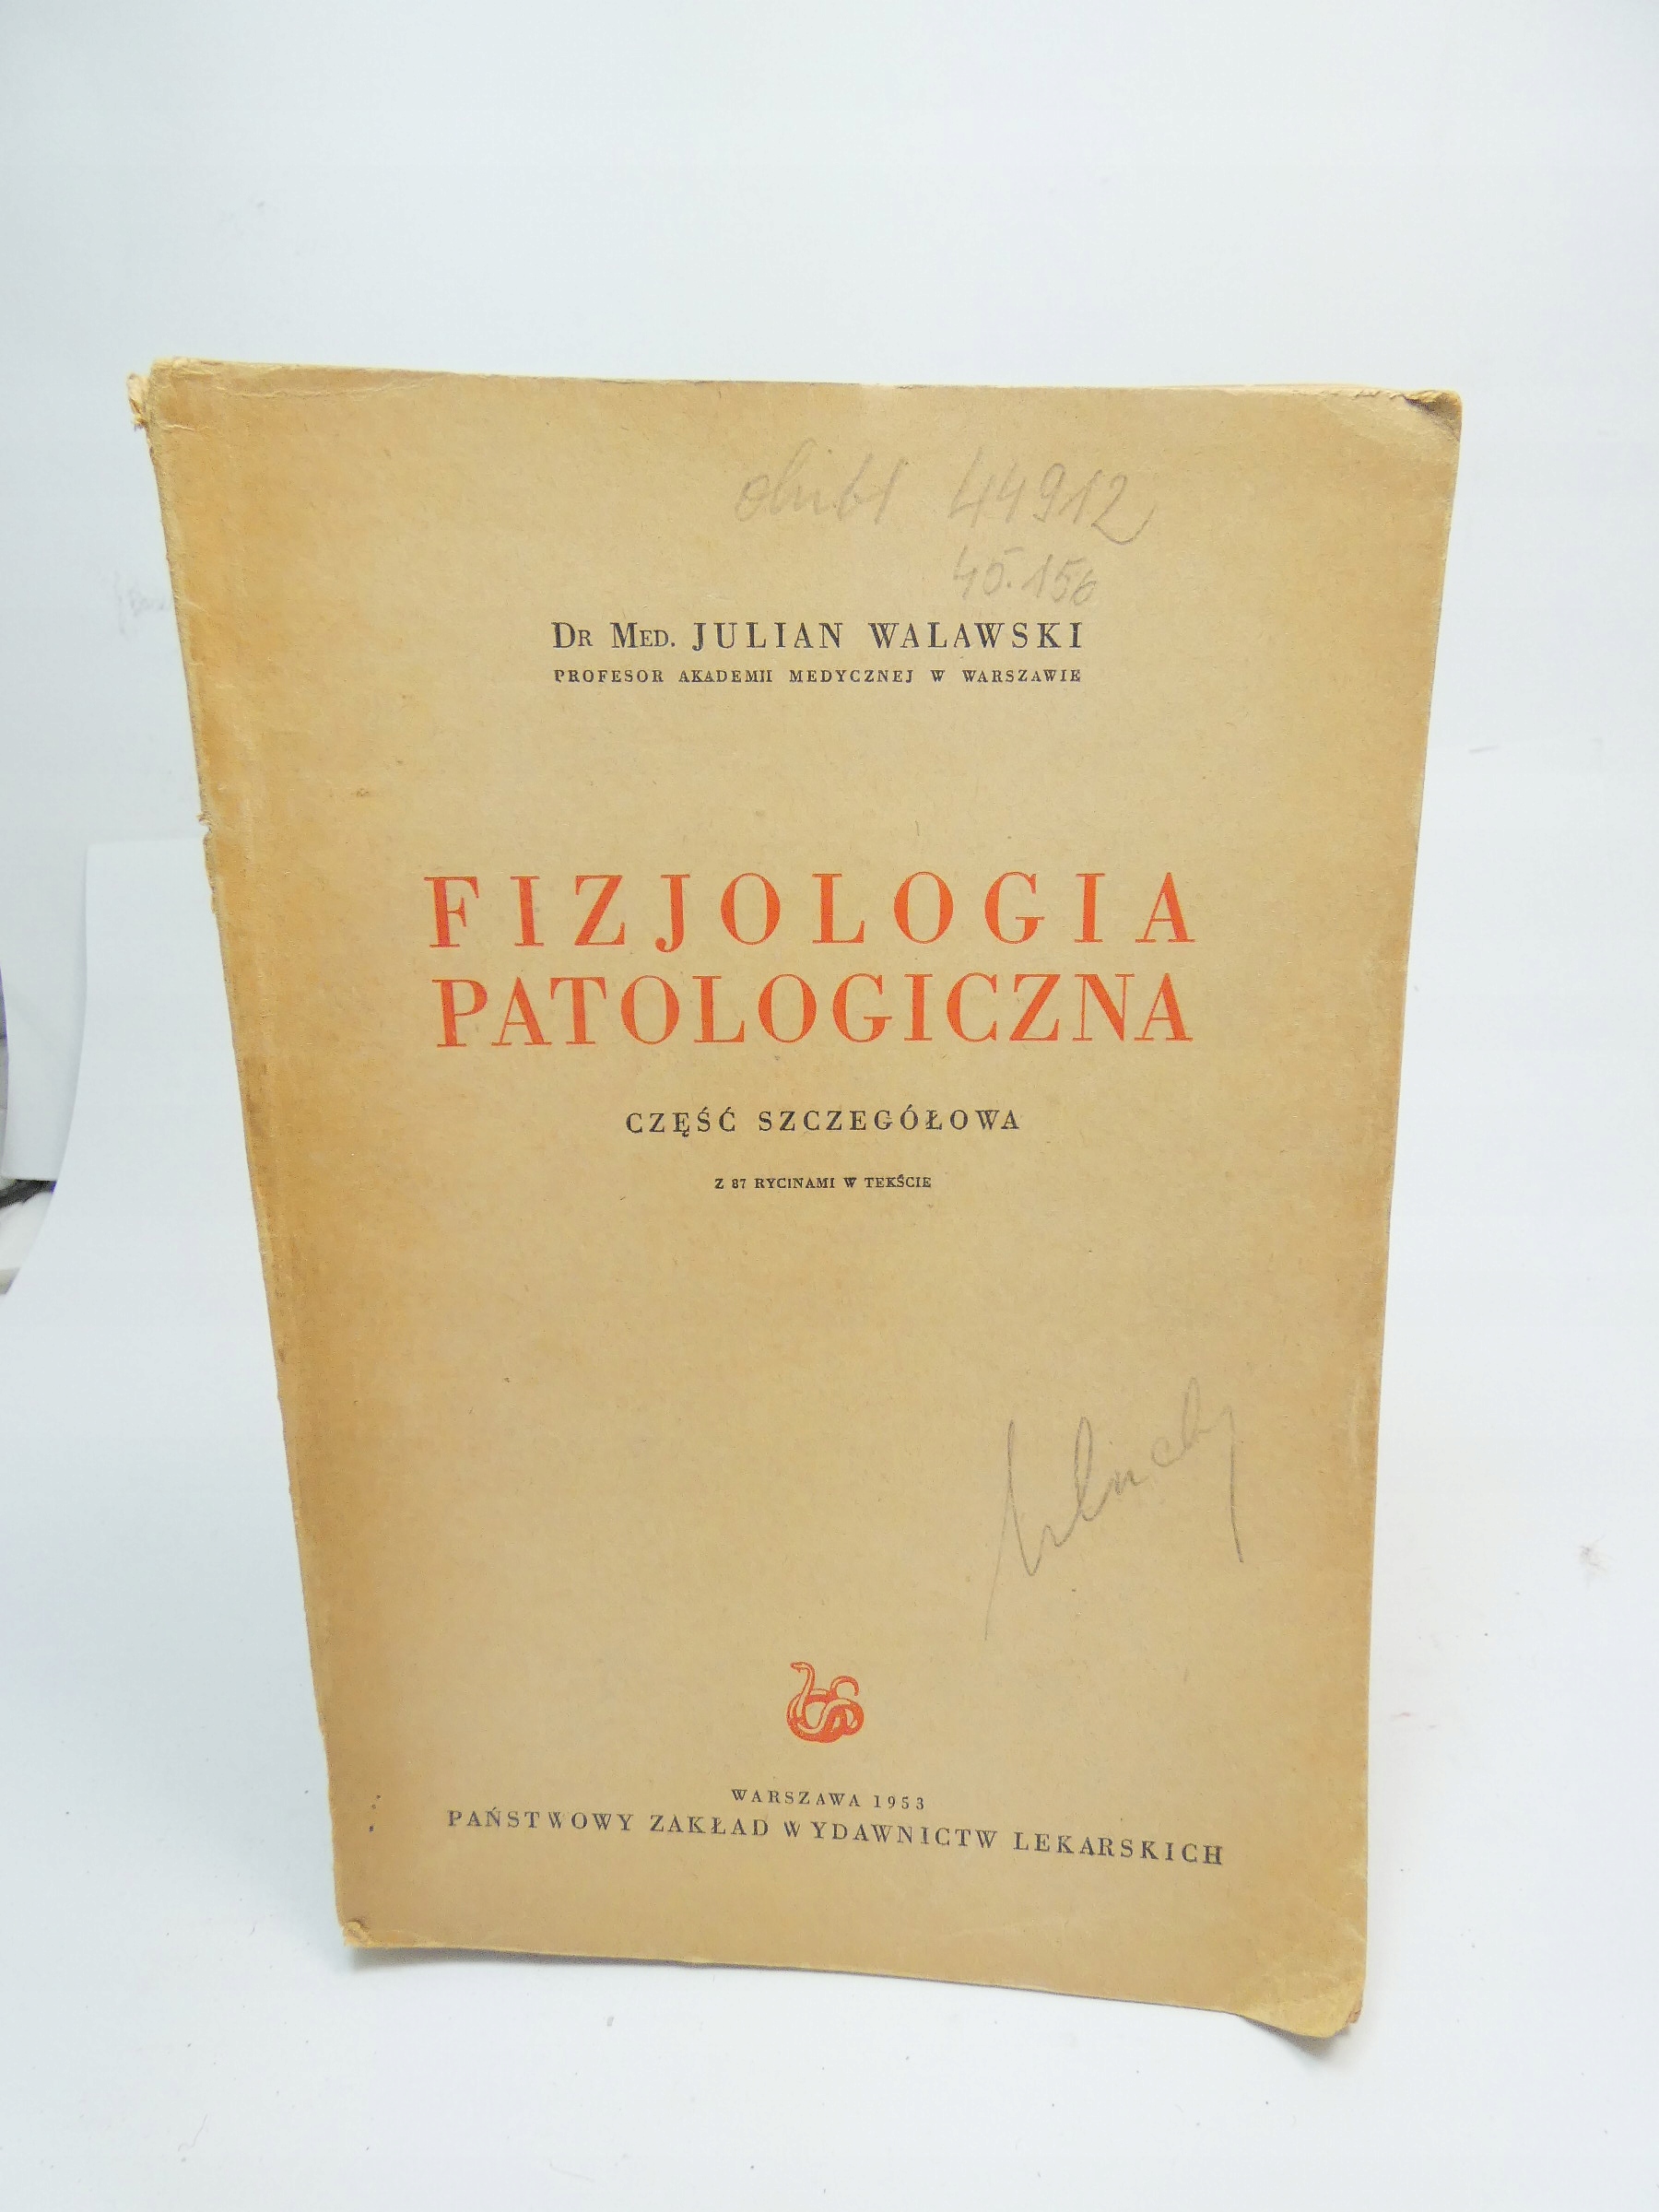 44912
45.156
DR MED. JULIAN WALAWSKI
PROFESOR AKADEMII MEDYCZNEJ W WARSZAWIE
FIZJOLOGIA
PATOLOGICZNA
CZĘŚĆ SZCZEGÓŁOWA
Z 87 RYCINAMI W TEKŚCIE
WARSZAWA 1953
PAŃSTWOWY ZAKŁAD WYDAWNICTW LEKARSKICH